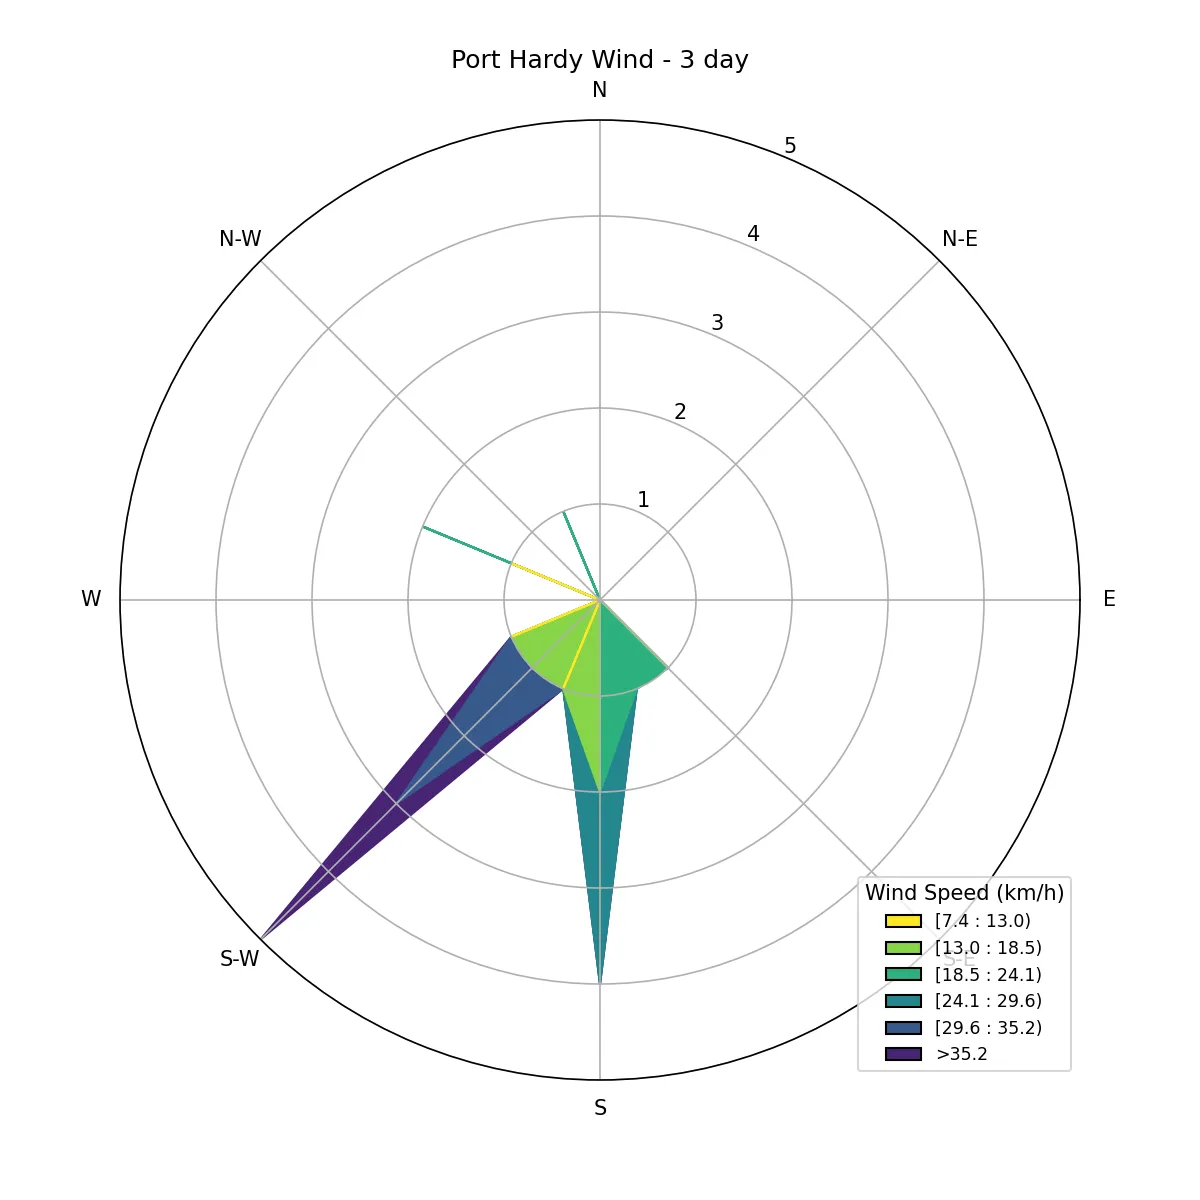 Port Hardy Wind - 3 day
N
5
N-W
4
N-E
3
2
1
W
E
Wind Speed (km/h)
[7.4 : 13.0)
[13.0 : 18.5)
S-W
S-E
[18.5 : 24.1)
[24.1 : 29.6)
[29.6 : 35.2)
>35.2
S